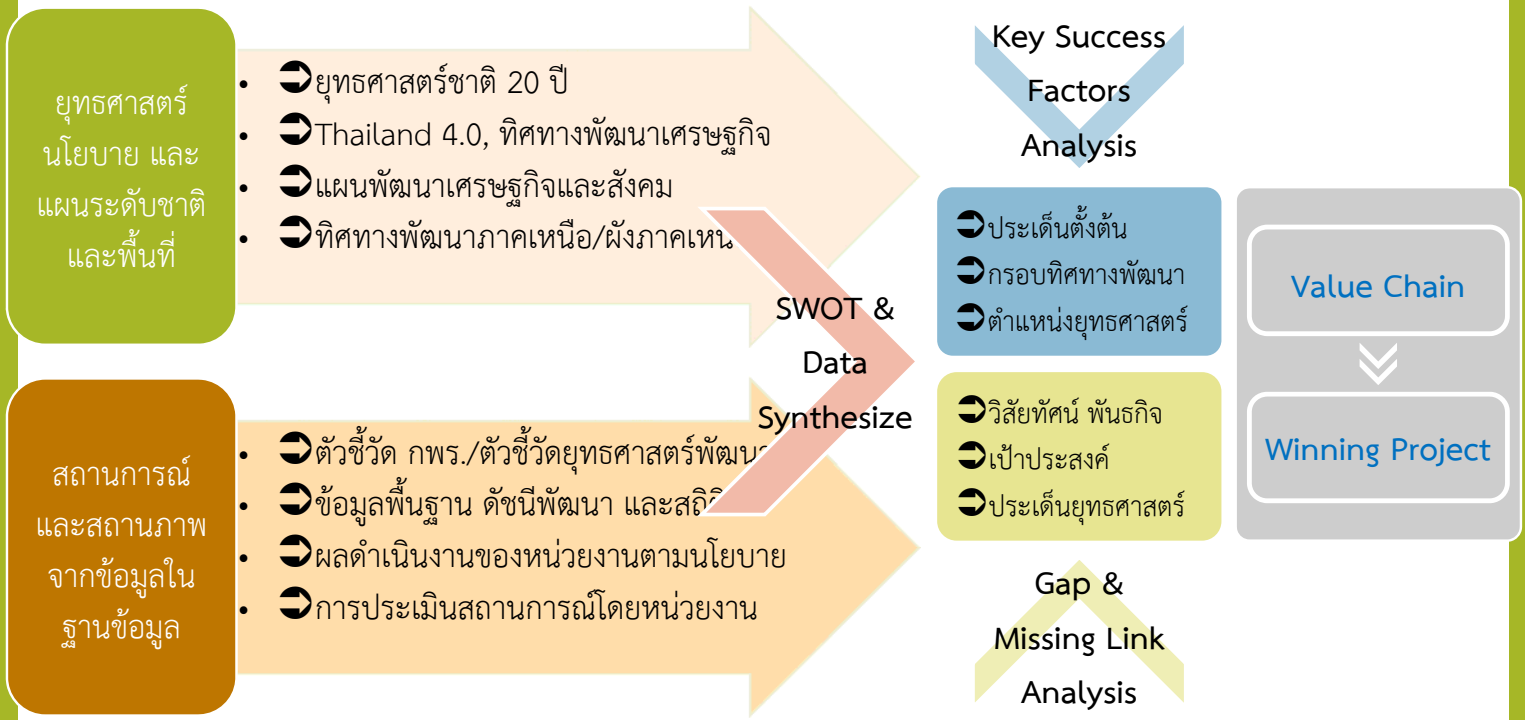 ยุทธศาสตร์
นโยบาย และ
แผนระดับชาติ
และพื้นที่
• ➲ยุทธศาสตร์ชาติ 20 ปี
• ➲Thailand 4.0, ทิศทางพัฒนาเศรษฐกิจ
• ➲แผนพัฒนาเศรษฐกิจและสังคม
• ➲ทิศทางพัฒนาภาคเหนือ/ผังภาคเหน
สถานการณ์
และสถานภาพ
จากข้อมูลใน
ฐานข้อมูล
• ➲ตัวชี้วัด กพร./ตัวชี้วัดยุทธศาสตร์พัฒนา
• ➲ข้อมูลพื้นฐาน ดัชนีพัฒนา และสถิติ
• ➲ผลดำเนินงานของหน่วยงานตามนโยบาย
• ➲การประเมินสถานการณ์โดยหน่วยงาน
SWOT &
Data
Synthesize
Key Success
Factors
Analysis
➲ประเด็นตั้งต้น
➲กรอบทิศทางพัฒนา
➲ตำแหน่งยุทธศาสตร์
➲วิสัยทัศน์ พันธกิจ
➲เป้าประสงค์
➲ประเด็นยุทธศาสตร์
Gap &
Missing Link
Analysis
Value Chain
Winning Project